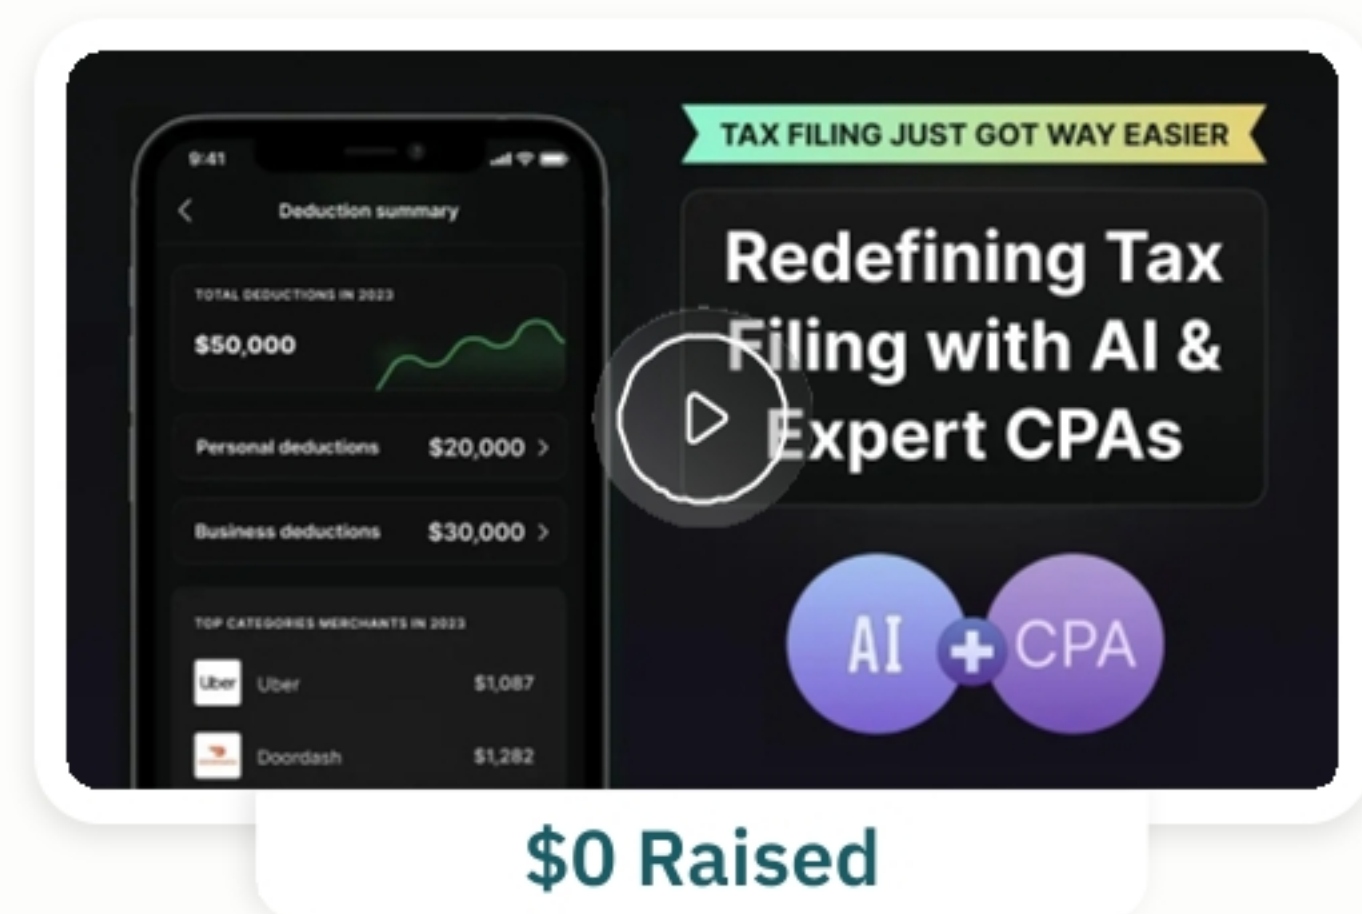 9:41
Deduction summary
TOTAL DEDUCTIONS IN 2023
$50,000
Personal deductions $20,000
Business deductions $30,000
TOP CATEGORIES MERCHANTS IN 2023
Uber Uber $1,087
Doordash $1,282
TAX FILING JUST GOT WAY EASIER
Redefining Tax
Filing with AI &
Expert CPAs
AI + CPA
$0 Raised